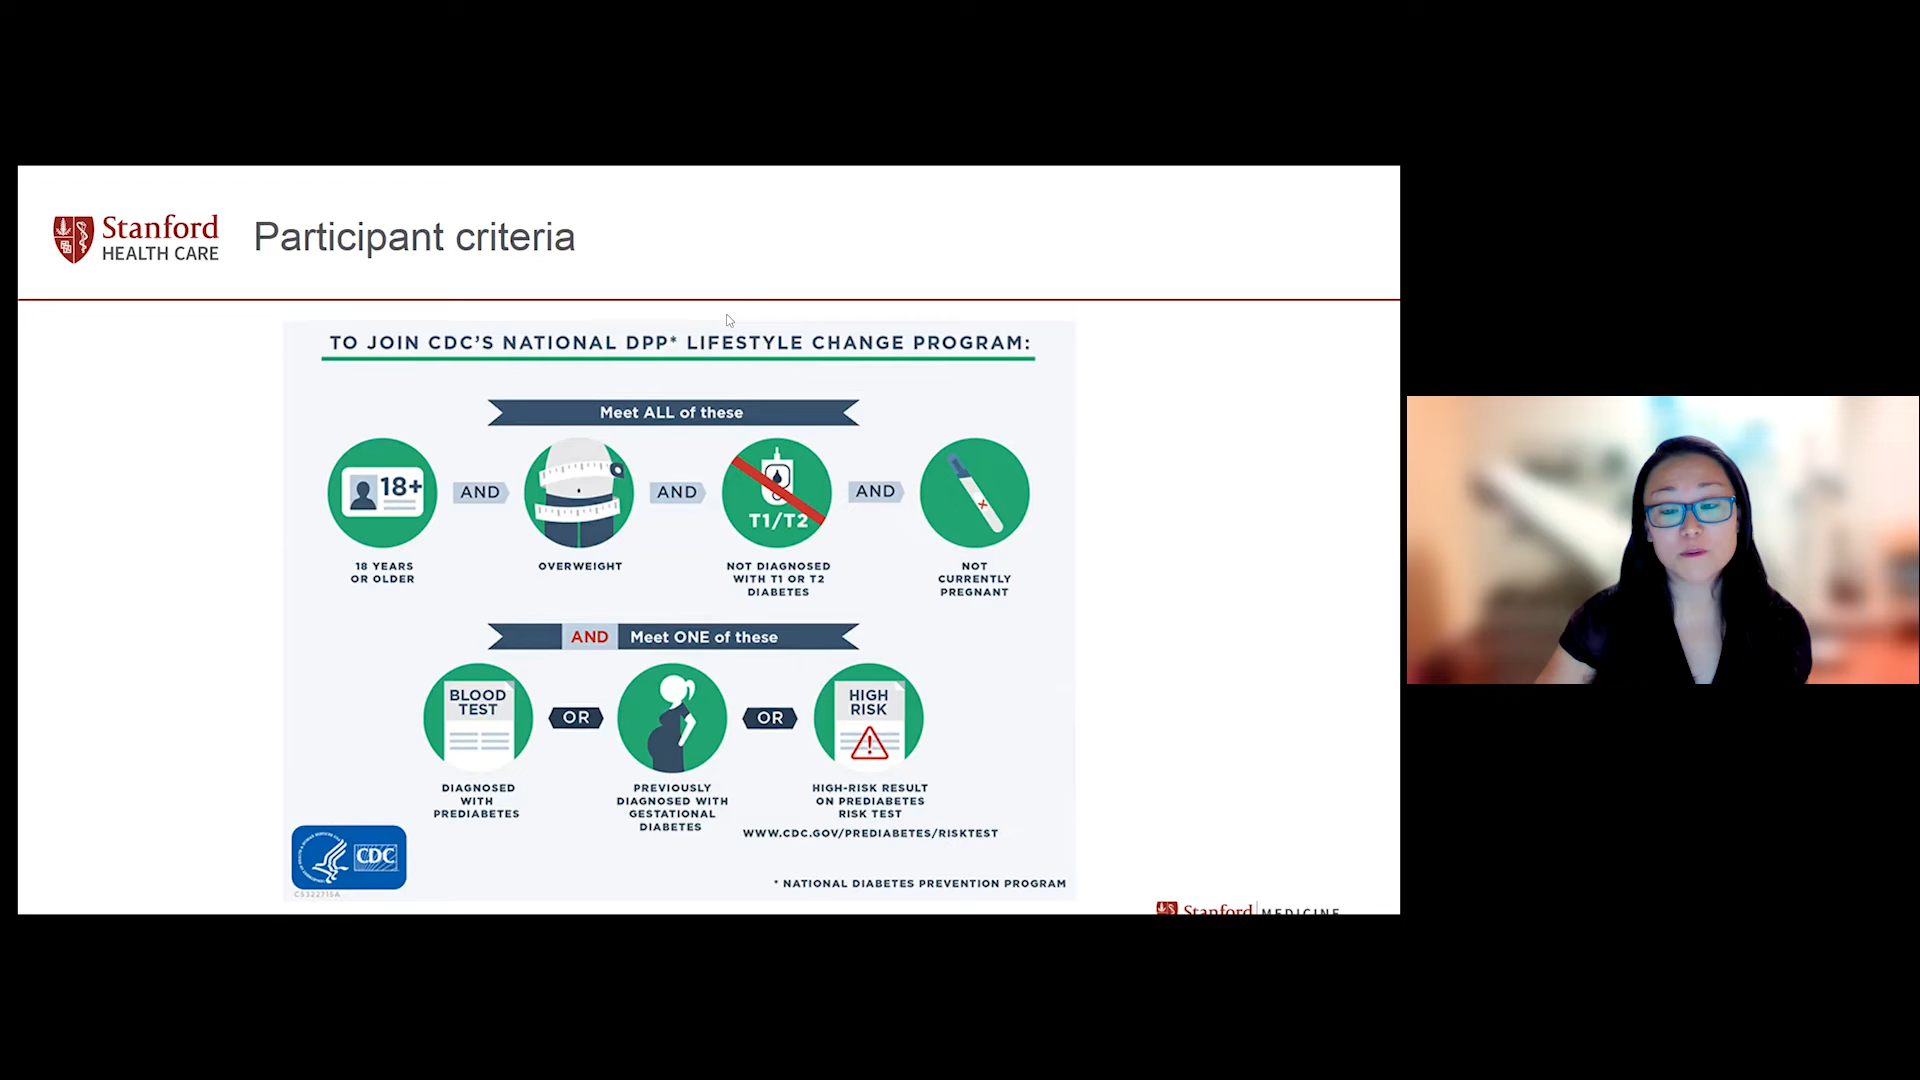 Stanford
HEALTH CARE
Participant criteria
TO JOIN CDC'S NATIONAL DPP* LIFESTYLE CHANGE PROGRAM:
Meet ALL of these
18+
AND
AND
T1/T2
AND
18 YEARS
OR OLDER
OVERWEIGHT
NOT DIAGNOSED
WITH T1 OR T2
DIABETES
NOT
CURRENTLY
PREGNANT
AND Meet ONE of these
BLOOD
TEST
OR
OR
HIGH
RISK
DIAGNOSED
WITH
PREDIABETES
PREVIOUSLY
DIAGNOSED WITH
GESTATIONAL
DIABETES
HIGH-RISK RESULT
ON PREDIABETES
RISK TEST
WWW.CDC.GOV/PREDIABETES/RISKTEST
CDC
CS322715A
* NATIONAL DIABETES PREVENTION PROGRAM
Stanford MEDICINE